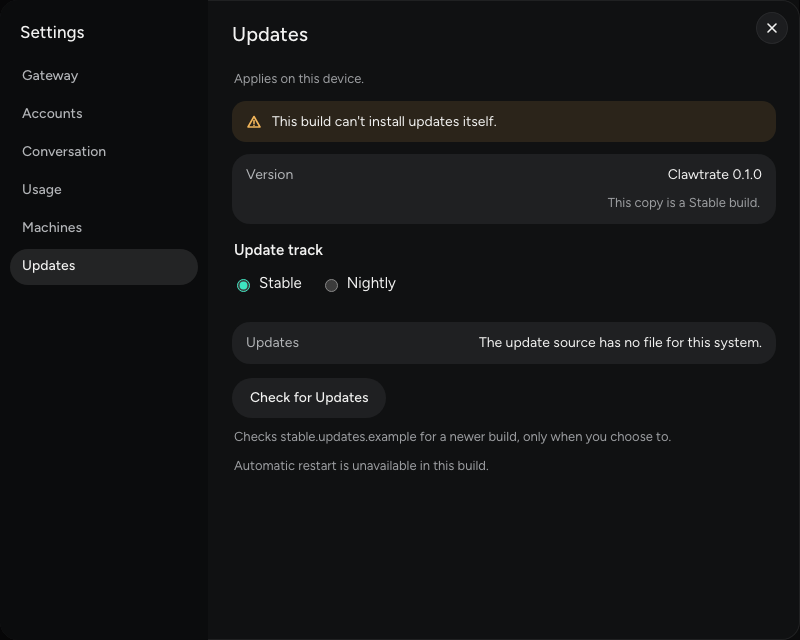 Settings
Gateway
Accounts
Conversation
Usage
Machines
Updates
Updates
Applies on this device.
This build can't install updates itself.
Version
Clawtrate 0.1.0
This copy is a Stable build.
Update track
Stable
Nightly
Updates
The update source has no file for this system.
Check for Updates
Checks stable.updates.example for a newer build, only when you choose to.
Automatic restart is unavailable in this build.